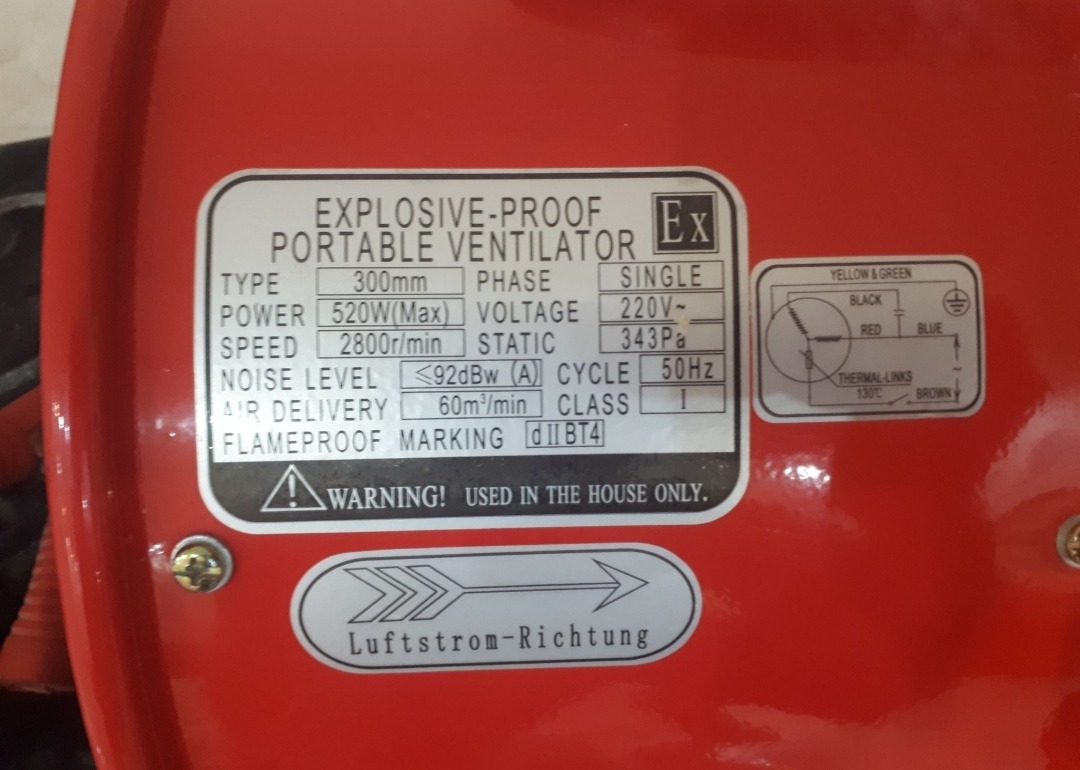 EXPLOSIVE-PROOF
PORTABLE VENTILATOR
Ex
TYPE 300mm PHASE SINGLE
POWER 520W(Max) VOLTAGE 220V~
SPEED 2800r/min STATIC 343Pa
NOISE LEVEL ≤92dBw (A) CYCLE 50Hz
AIR DELIVERY 60m³/min CLASS I
FLAMEPROOF MARKING dⅡBT4
WARNING! USED IN THE HOUSE ONLY.
YELLOW & GREEN
BLACK
RED BLUE
~
THERMAL-LINKS
130℃ BROWN
Luftstrom-Richtung